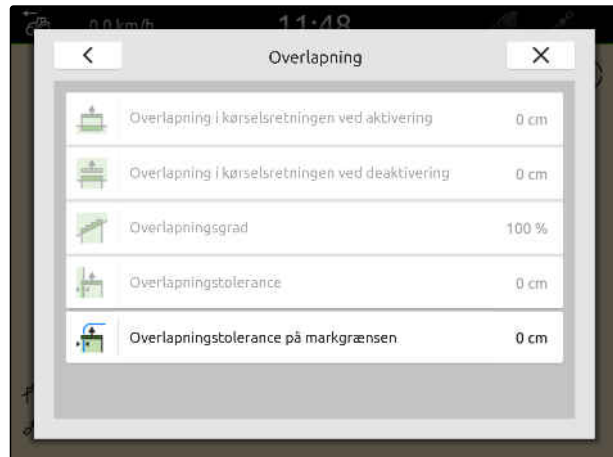 0.0 km/h
11:48
Overlapning
Overlapning i kørselsretningen ved aktivering
0 cm
Overlapning i kørselsretningen ved deaktivering
0 cm
Overlapningsgrad
100 %
Overlapningstolerance
0 cm
Overlapningstolerance på markgrænsen
0 cm